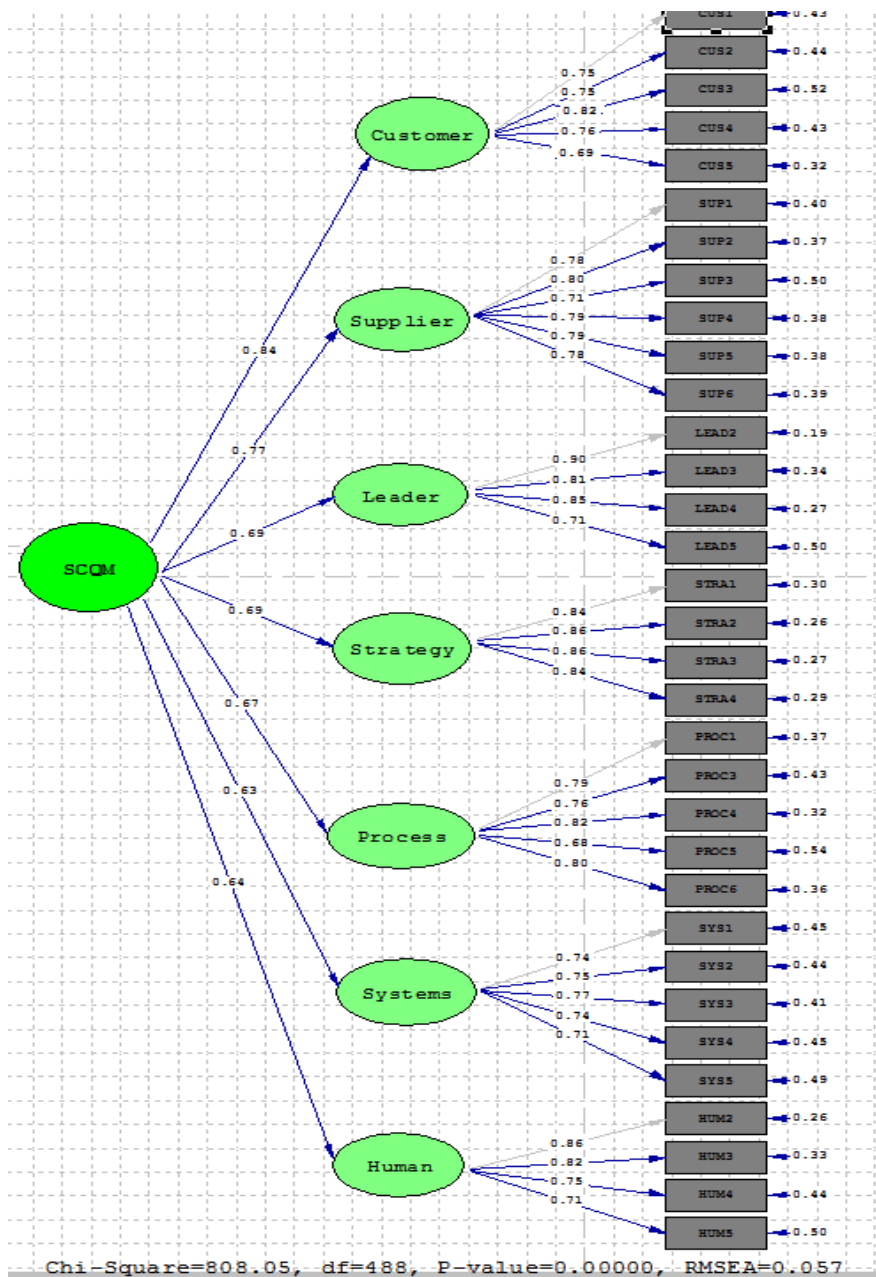 CUS1 0.43
CUS2 0.44
0.75
0.75
CUS3 0.52
0.82
Customer
0.76
CUS4 0.43
0.69
CUS5 0.32
SUP1 0.40
SUP2 0.37
0.78
0.80
SUP3 0.50
0.71
Supplier
0.79
SUP4 0.38
0.79
0.84
0.78
SUP5 0.38
SUP6 0.39
LEAD2 0.19
0.77
0.90
LEAD3 0.34
0.81
Leader
0.85
LEAD4 0.27
0.71
0.69
LEAD5 0.50
SCQM
STRA1 0.30
0.69
0.84
STRA2 0.26
0.86
Strategy
0.86
STRA3 0.27
0.84
STRA4 0.29
0.67
PROC1 0.37
PROC3 0.43
0.79
0.63
0.76
PROC4 0.32
0.82
Process
0.68
PROC5 0.54
0.80
0.64
PROC6 0.36
SYS1 0.45
0.74
SYS2 0.44
0.75
Systems
0.77
SYS3 0.41
0.74
0.71
SYS4 0.45
SYS5 0.49
HUM2 0.26
0.86
HUM3 0.33
0.82
Human
0.75
HUM4 0.44
0.71
HUM5 0.50
Chi-Square=808.05, df=488, P-value=0.00000, RMSEA=0.057